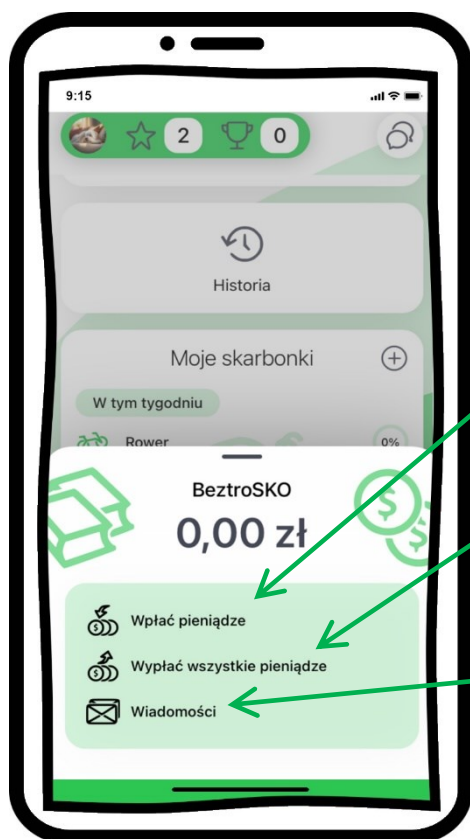 9:15
2 0
Historia
Moje skarbonki
W tym tygodniu
Rower 0%
BeztroSKO
0,00 zł
Wpłać pieniądze
Wypłać wszystkie pieniądze
Wiadomości